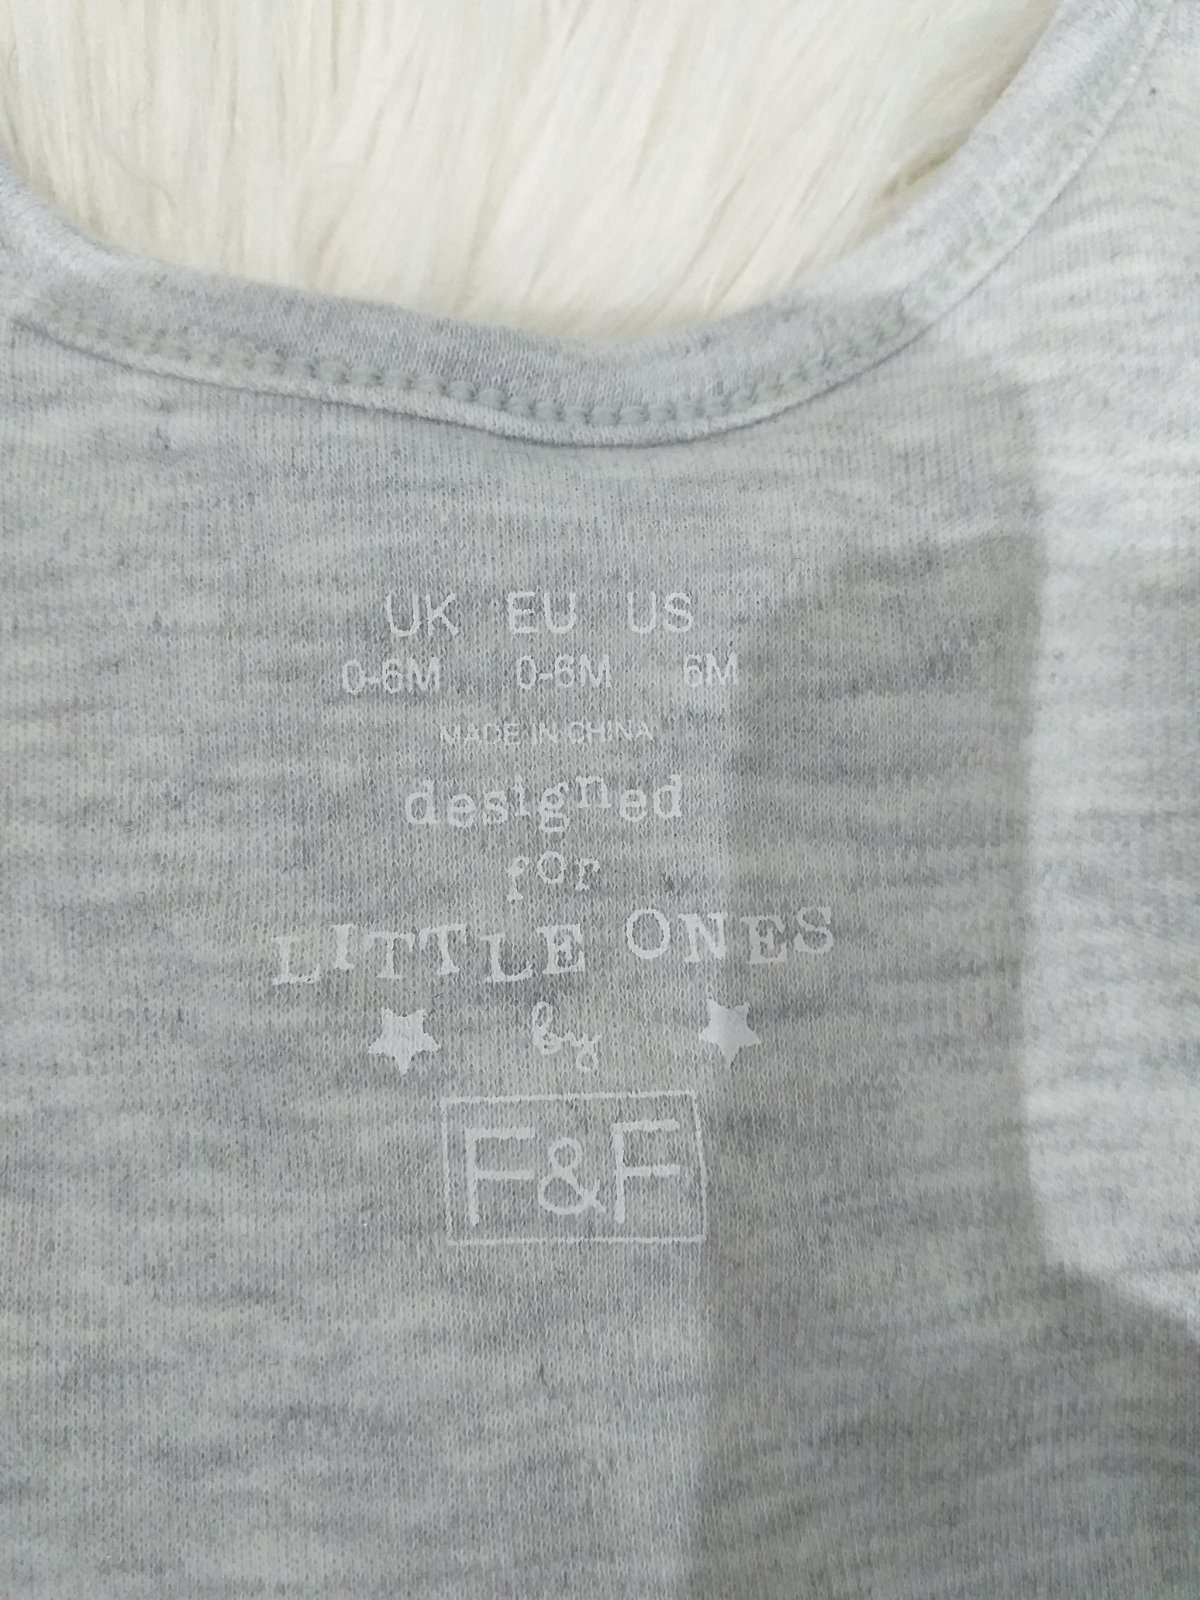 UK EU US
0-6M 0-6M 6M
MADE IN CHINA
designed
for
LITTLE ONES
by
F&F